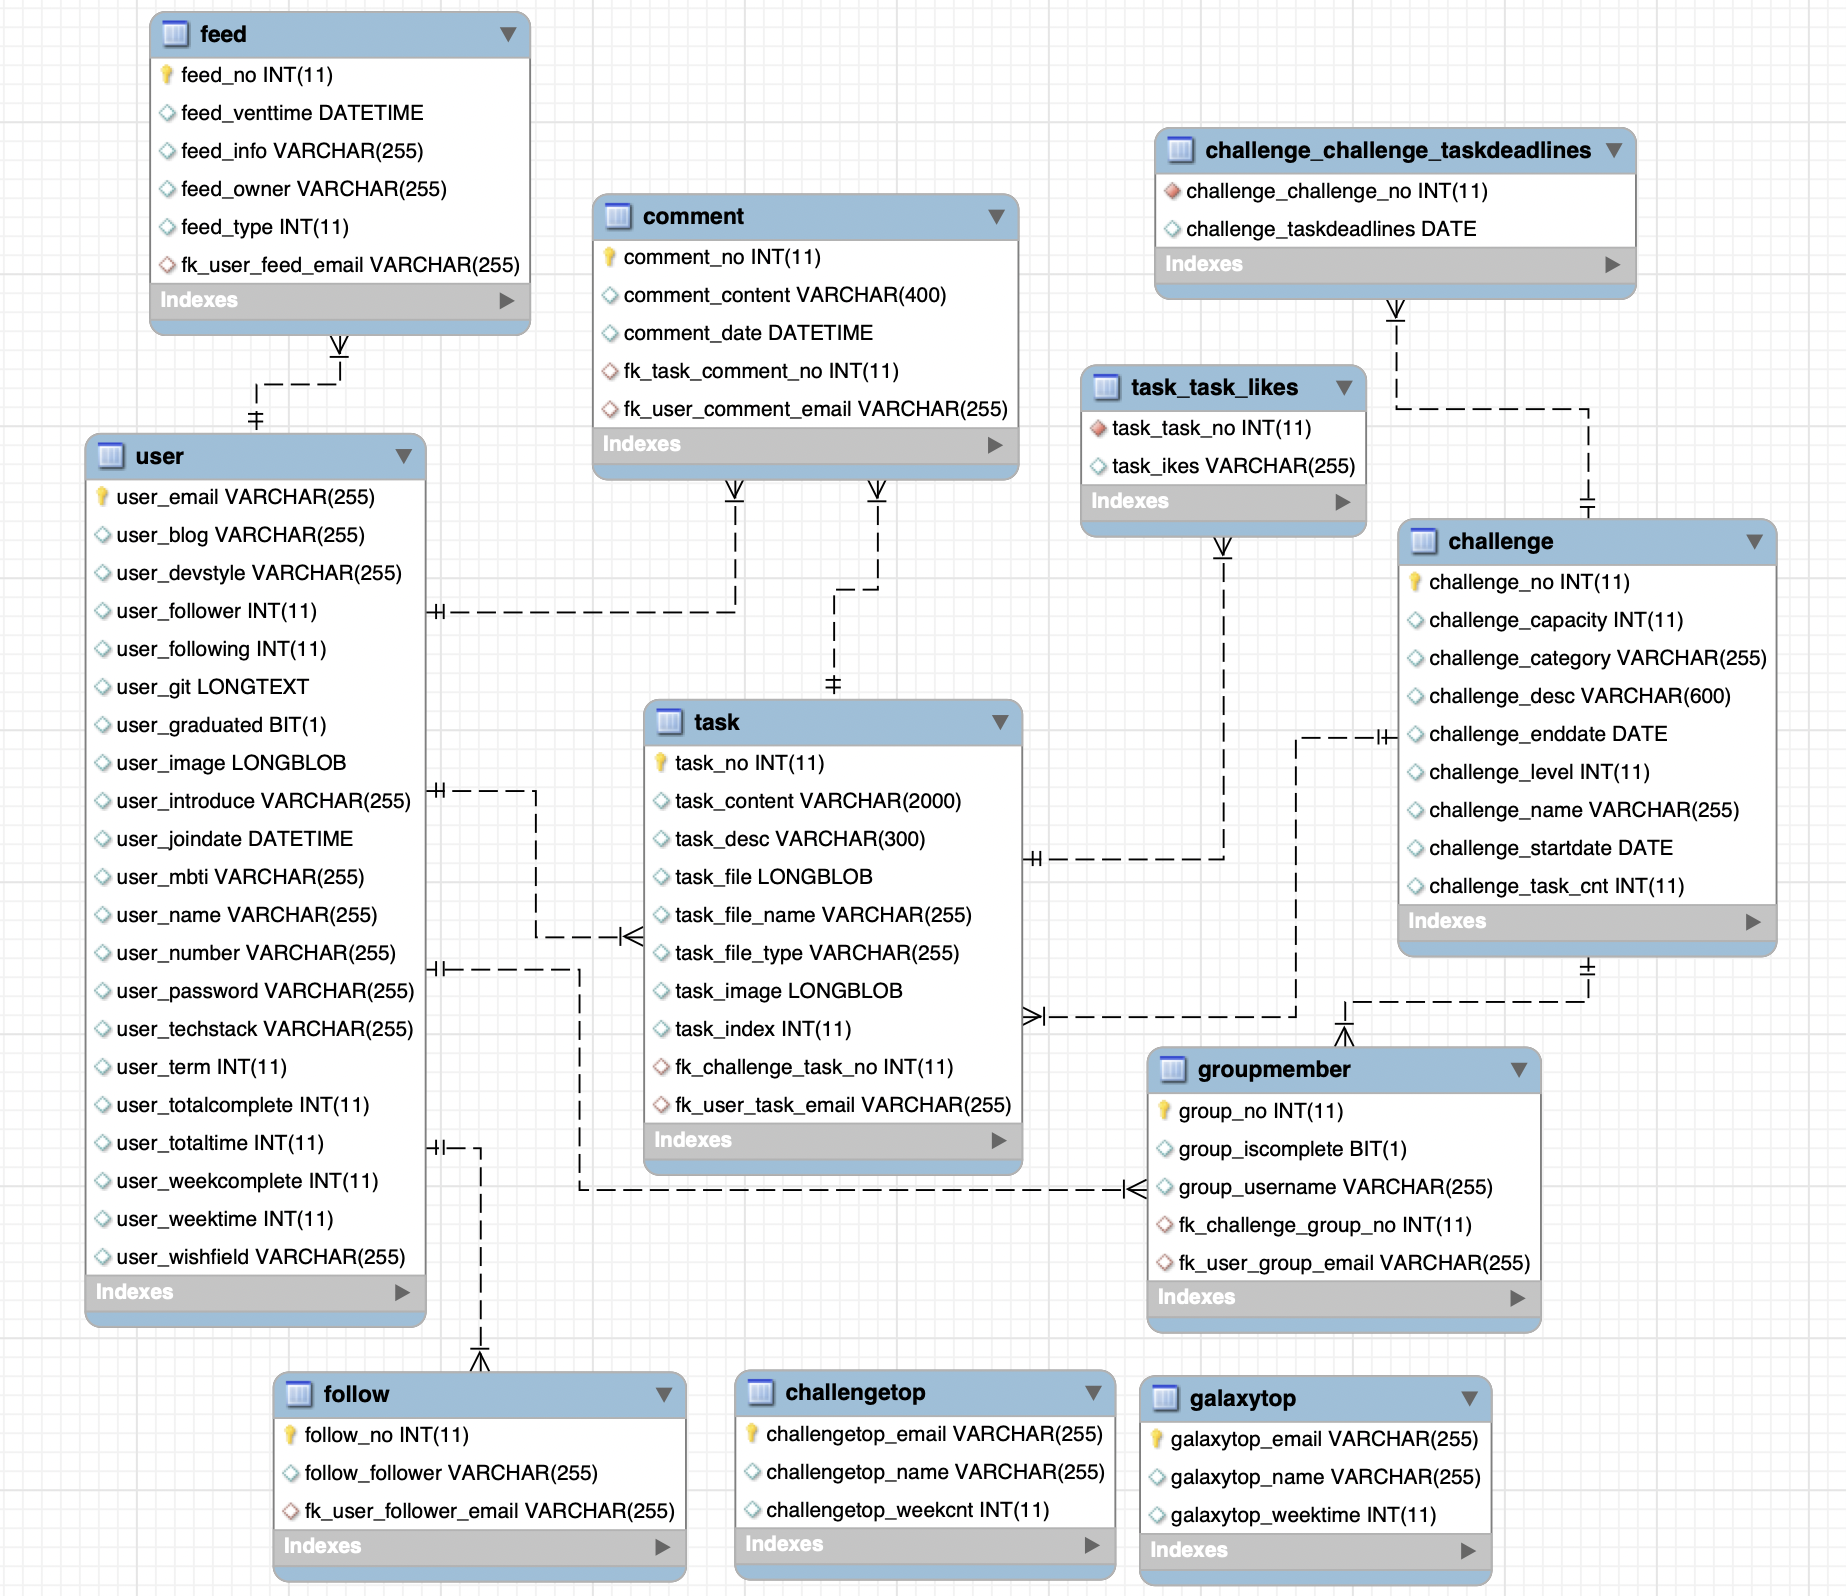 feed
feed_no INT(11)
feed_venttime DATETIME
feed_info VARCHAR(255)
feed_owner VARCHAR(255)
feed_type INT(11)
fk_user_feed_email VARCHAR(255)
Indexes
comment
comment_no INT(11)
comment_content VARCHAR(400)
comment_date DATETIME
fk_task_comment_no INT(11)
fk_user_comment_email VARCHAR(255)
Indexes
challenge_challenge_taskdeadlines
challenge_challenge_no INT(11)
challenge_taskdeadlines DATE
Indexes
task_task_likes
task_task_no INT(11)
task_ikes VARCHAR(255)
Indexes
user
user_email VARCHAR(255)
user_blog VARCHAR(255)
user_devstyle VARCHAR(255)
user_follower INT(11)
user_following INT(11)
user_git LONGTEXT
user_graduated BIT(1)
user_image LONGBLOB
user_introduce VARCHAR(255)
user_joindate DATETIME
user_mbti VARCHAR(255)
user_name VARCHAR(255)
user_number VARCHAR(255)
user_password VARCHAR(255)
user_techstack VARCHAR(255)
user_term INT(11)
user_totalcomplete INT(11)
user_totaltime INT(11)
user_weekcomplete INT(11)
user_weektime INT(11)
user_wishfield VARCHAR(255)
Indexes
task
task_no INT(11)
task_content VARCHAR(2000)
task_desc VARCHAR(300)
task_file LONGBLOB
task_file_name VARCHAR(255)
task_file_type VARCHAR(255)
task_image LONGBLOB
task_index INT(11)
fk_challenge_task_no INT(11)
fk_user_task_email VARCHAR(255)
Indexes
challenge
challenge_no INT(11)
challenge_capacity INT(11)
challenge_category VARCHAR(255)
challenge_desc VARCHAR(600)
challenge_enddate DATE
challenge_level INT(11)
challenge_name VARCHAR(255)
challenge_startdate DATE
challenge_task_cnt INT(11)
Indexes
groupmember
group_no INT(11)
group_iscomplete BIT(1)
group_username VARCHAR(255)
fk_challenge_group_no INT(11)
fk_user_group_email VARCHAR(255)
Indexes
follow
follow_no INT(11)
follow_follower VARCHAR(255)
fk_user_follower_email VARCHAR(255)
Indexes
challengetop
challengetop_email VARCHAR(255)
challengetop_name VARCHAR(255)
challengetop_weekcnt INT(11)
Indexes
galaxytop
galaxytop_email VARCHAR(255)
galaxytop_name VARCHAR(255)
galaxytop_weektime INT(11)
Indexes